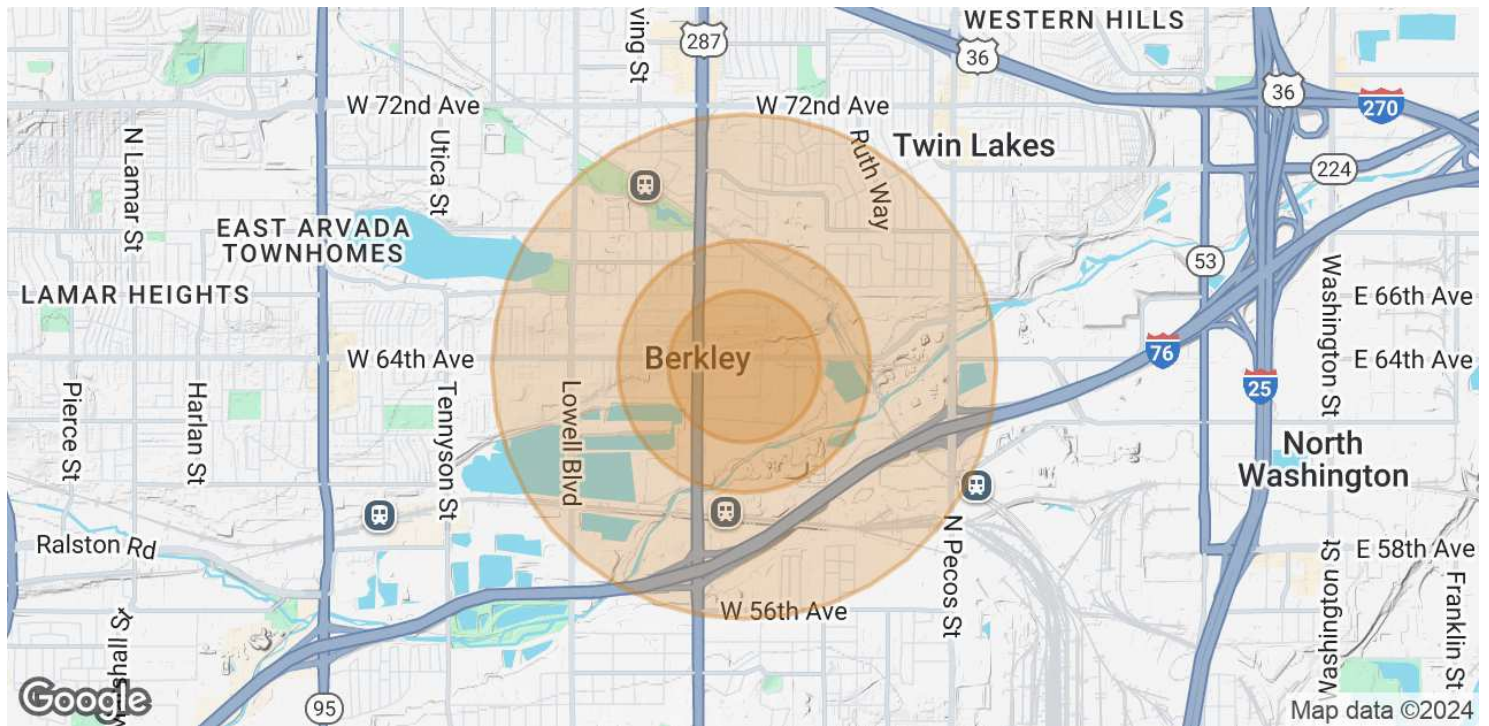 WESTERN HILLS
ving St
287
36
36
270
W 72nd Ave
W 72nd Ave
N Lamar St
Utica St
Ruth Way
Twin Lakes
224
EAST ARVADA
TOWNHOMES
53
LAMAR HEIGHTS
Washington St
E 66th Ave
W 64th Ave
Berkley
76
E 64th Ave
25
Pierce St
Harlan St
Tennyson St
Lowell Blvd
North
Washington
Ralston Rd
N Pecos St
E 58th Ave
W 56th Ave
Washington St
Franklin St
Marshall St
95
Google
Map data ©2024